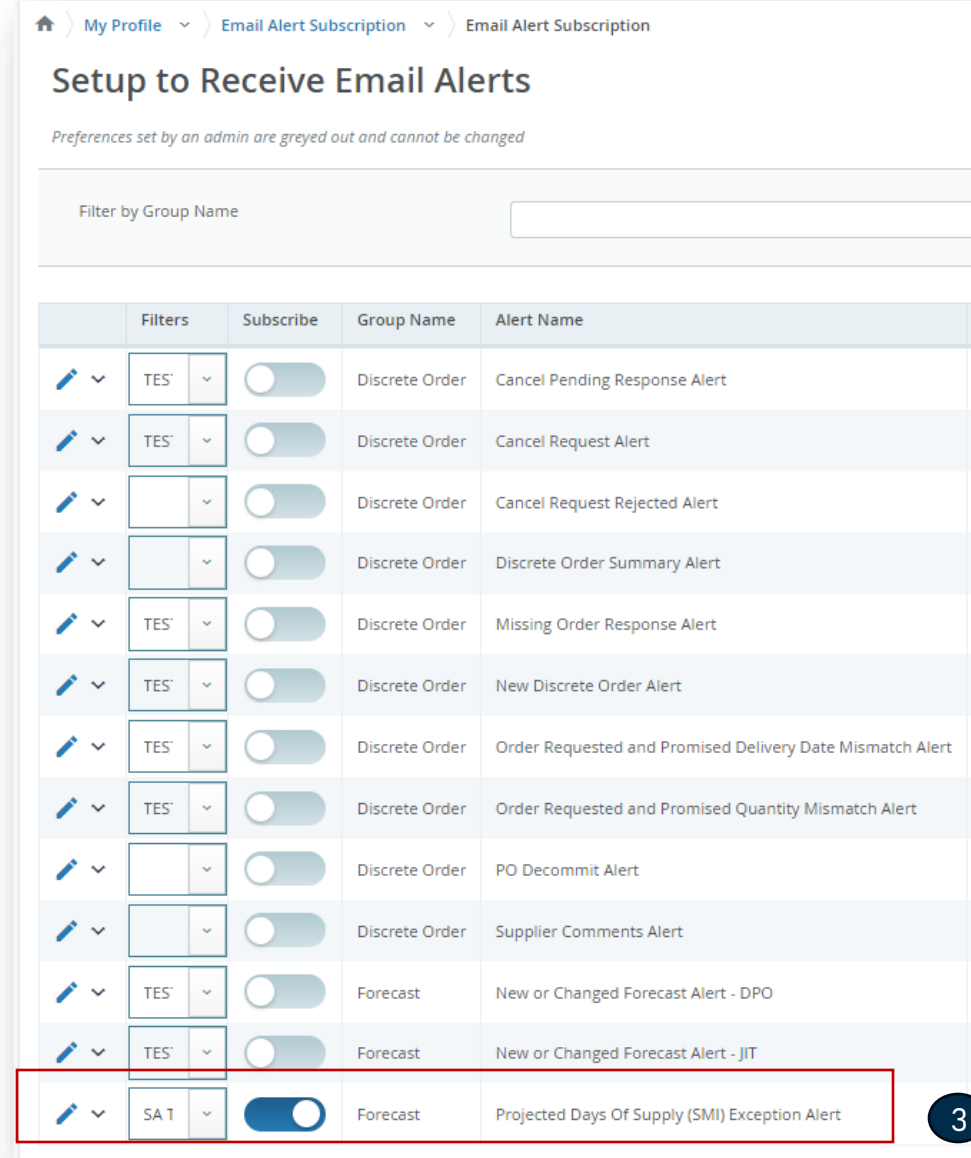 My Profile Email Alert Subscription Email Alert Subscription
Setup to Receive Email Alerts
Preferences set by an admin are greyed out and cannot be changed
Filter by Group Name
Filters Subscribe Group Name Alert Name
TES Discrete Order Cancel Pending Response Alert
TES Discrete Order Cancel Request Alert
Discrete Order Cancel Request Rejected Alert
Discrete Order Discrete Order Summary Alert
TES Discrete Order Missing Order Response Alert
TES Discrete Order New Discrete Order Alert
TES Discrete Order Order Requested and Promised Delivery Date Mismatch Alert
TES Discrete Order Order Requested and Promised Quantity Mismatch Alert
Discrete Order PO Decommit Alert
Discrete Order Supplier Comments Alert
TES Forecast New or Changed Forecast Alert - DPO
TES Forecast New or Changed Forecast Alert - JIT
SA T Forecast Projected Days Of Supply (SMI) Exception Alert 3